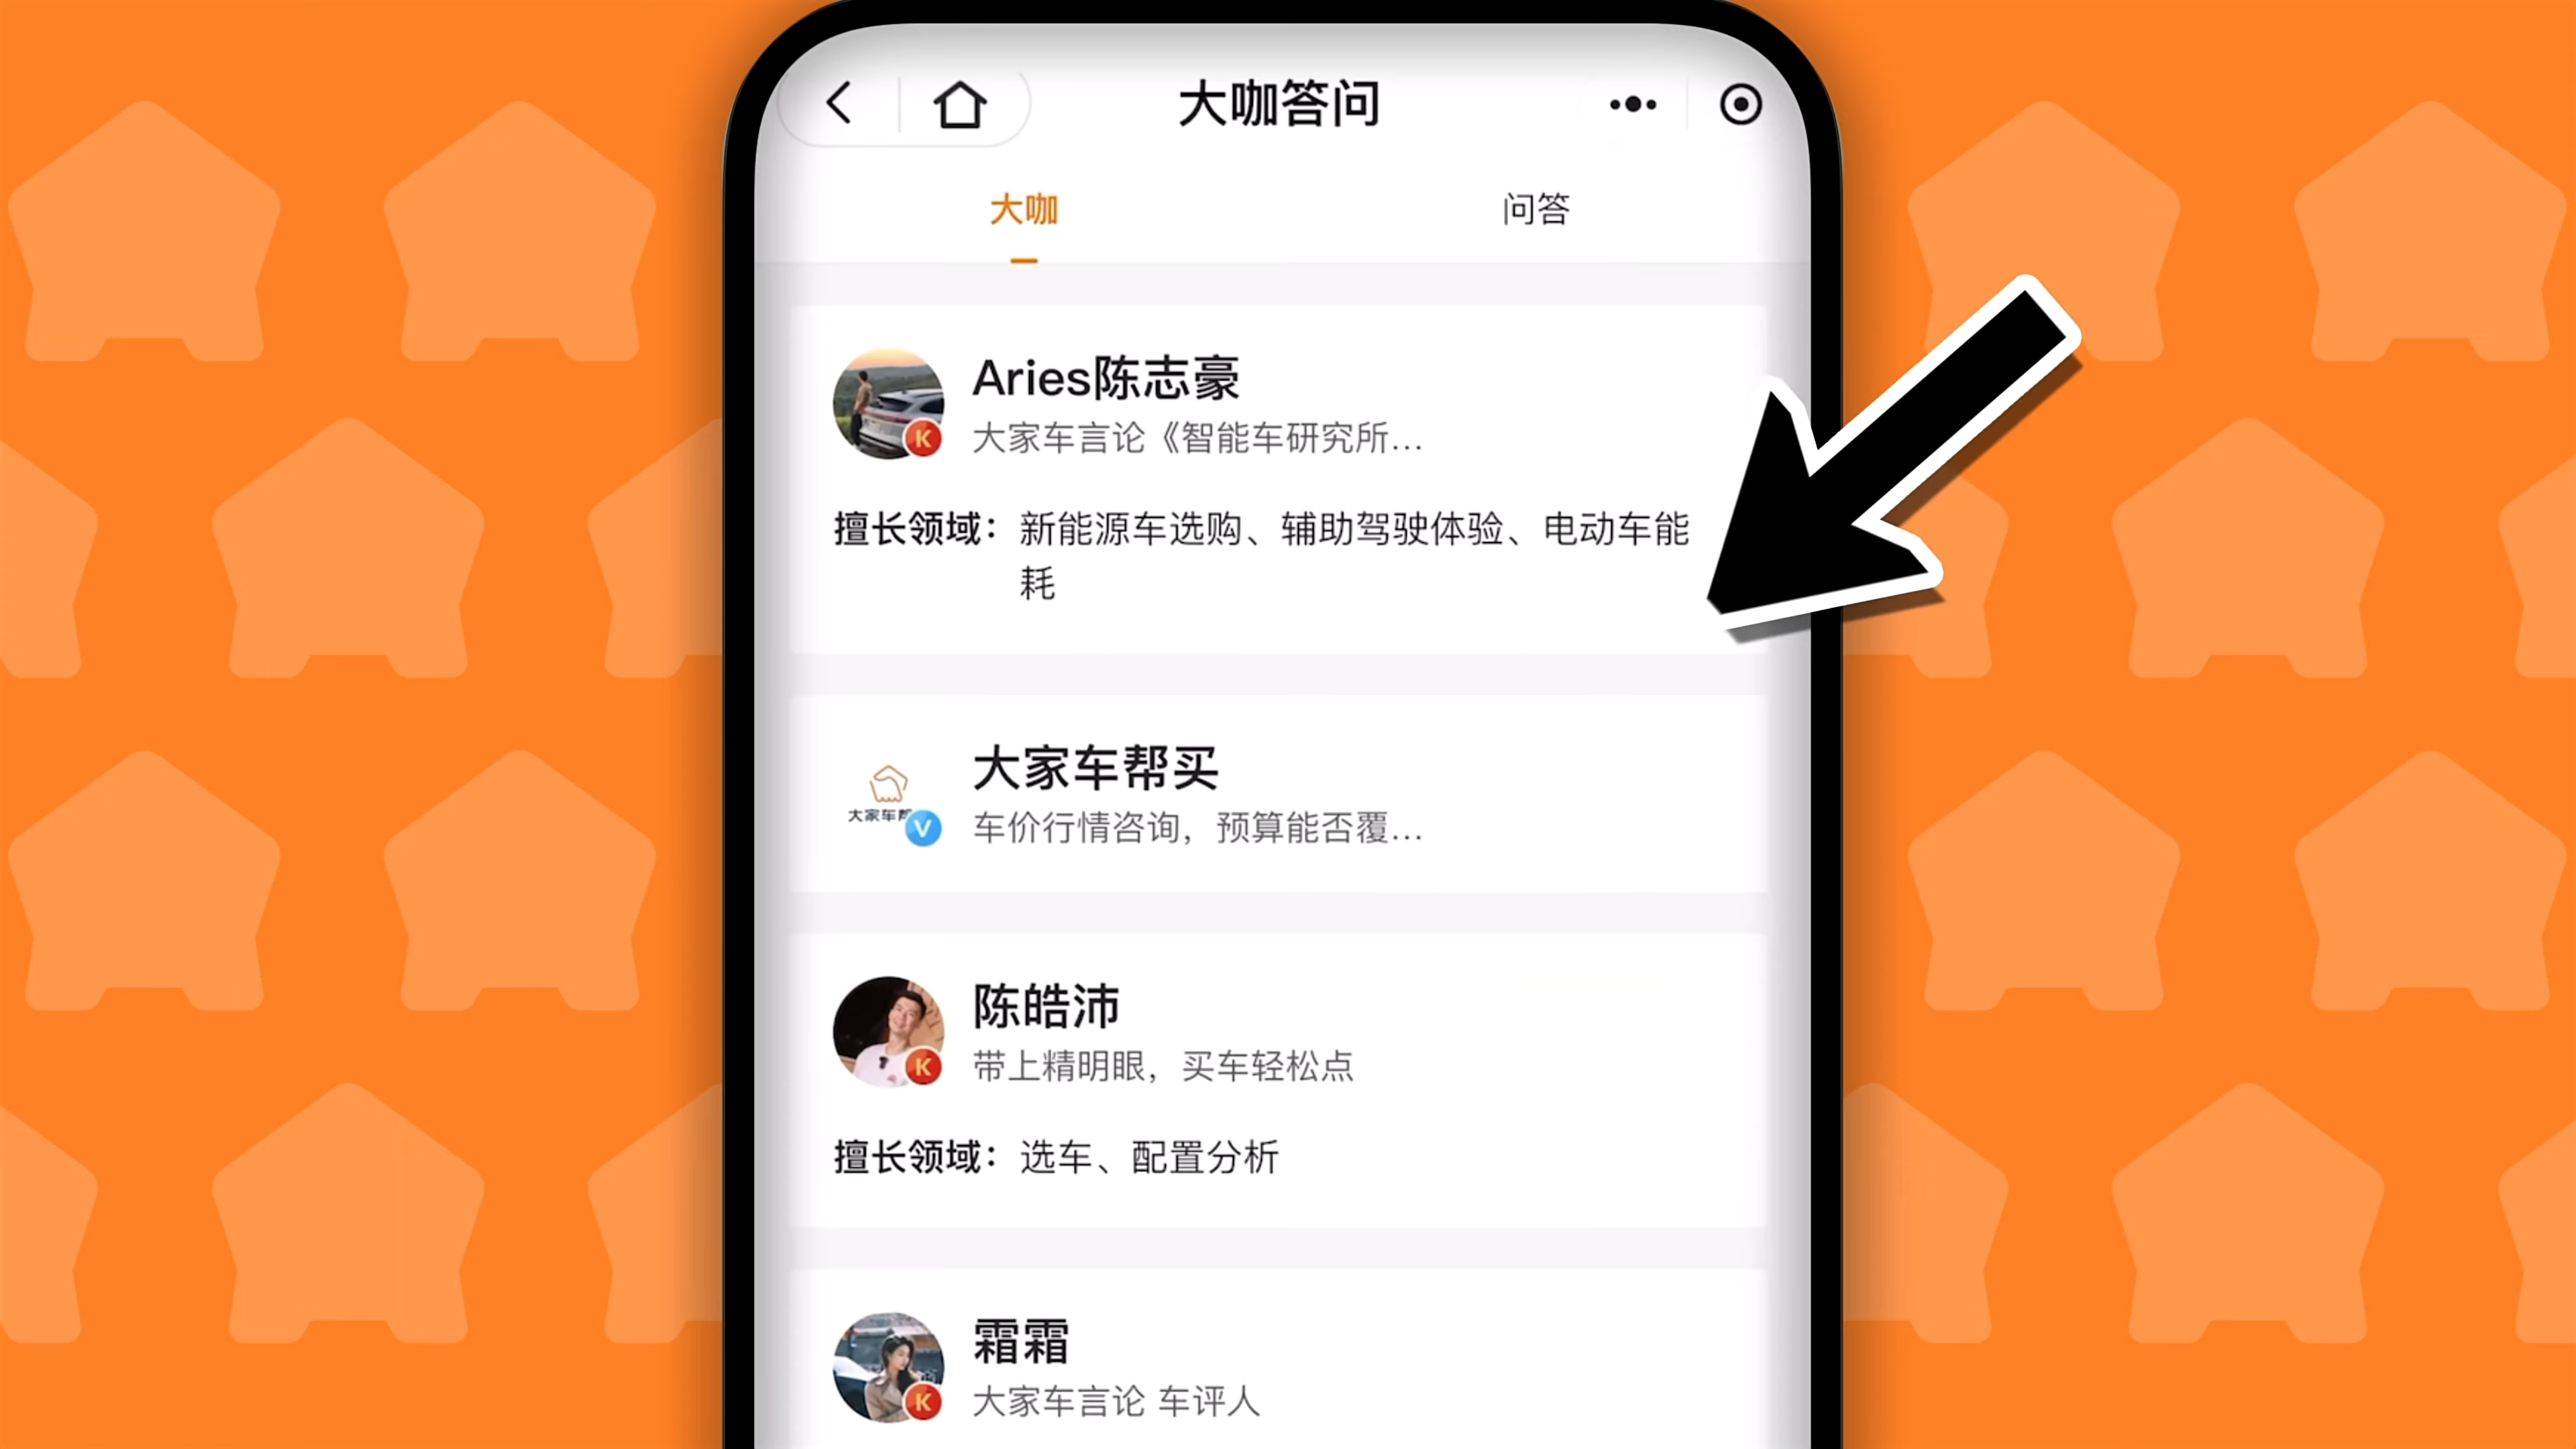 大咖答问
大咖
问答
Aries陈志豪
K
大家车言论《智能车研究所...
擅长领域：新能源车选购、辅助驾驶体验、电动车能
耗
大家车帮买
大家车帮
V
车价行情咨询，预算能否覆...
陈皓沛
K
带上精明眼，买车轻松点
擅长领域：选车、配置分析
霜霜
K
大家车言论 车评人